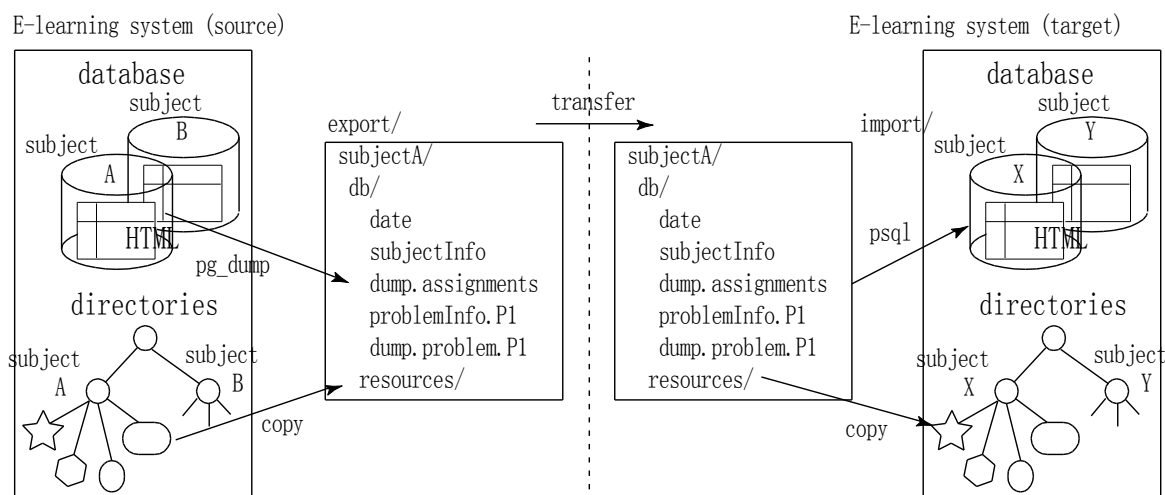 E-learning system (source)
database
subject
B
subject
A
HTML
pg_dump
directories
subject
A
subject
B
copy
export/
subjectA/
db/
date
subjectInfo
dump.assignments
problemInfo.P1
dump.problem.P1
resources/
transfer
subjectA/
db/
date
subjectInfo
dump.assignments
problemInfo.P1
dump.problem.P1
resources/
import/
psql
copy
E-learning system (target)
database
subject
Y
subject
X
HTML
directories
subject
X
subject
Y